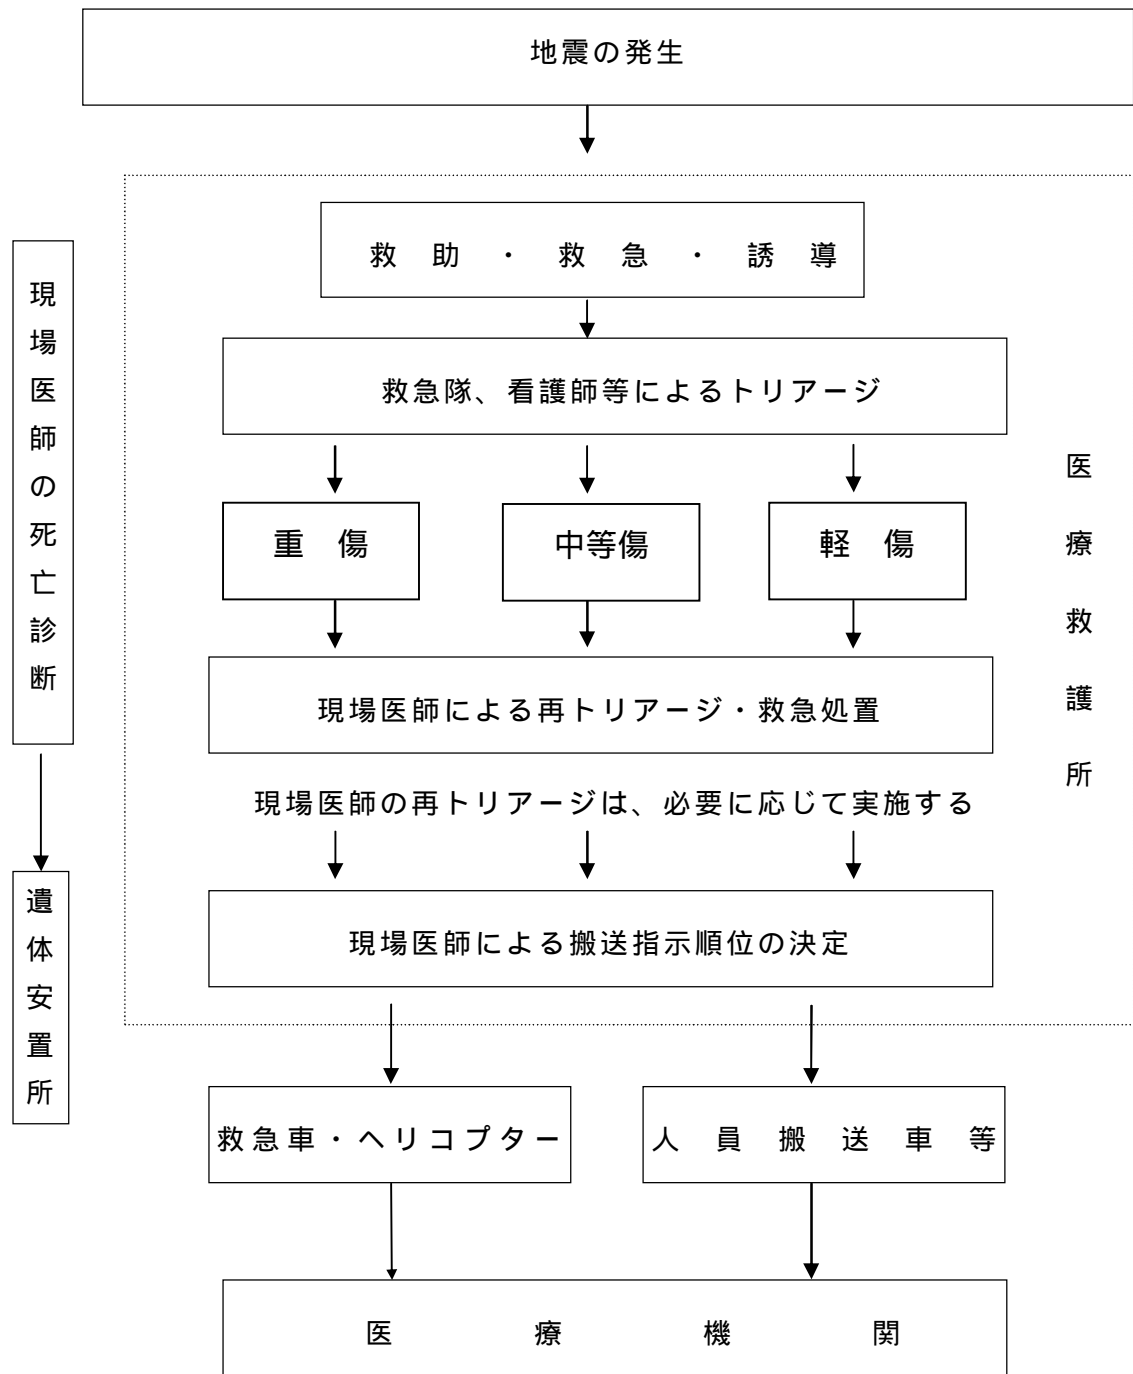 地震の発生
救助・救急・誘導
救急隊、看護師等によるトリアージ
重傷
中等傷
軽傷
現場医師による再トリアージ・救急処置
現場医師の再トリアージは、必要に応じて実施する
現場医師による搬送指示順位の決定
医療救護所
現場医師の死亡診断
遺体安置所
救急車・ヘリコプター
人員搬送車等
医療機関